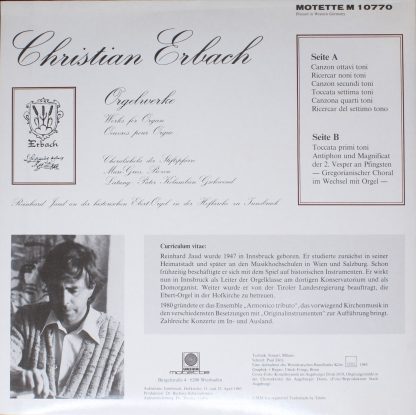 MOTETTE M 10770
Christian Erbach
Orgelwerke
Works for Organ
Oeuvres pour Orgue
Erbach
Choralschola der Stiftspfarre
Reinhard Jaud an der historischen Ebert-Orgel in der Hofkirche zu Innsbruck
Seite A
Canzon ottavi toni
Ricercar noni toni
Canzon secundi toni
Toccata settima toni
Canzona quarti toni
Ricercar del settimo tono
Seite B
Toccata primi toni
Antiphon und Magnificat
der 2. Vesper an Pfingsten
— Gregorianischer Choral
im Wechsel mit Orgel —
Curriculum vitae:
Reinhard Jaud wurde 1947 in Innsbruck geboren. Er studierte zunächst in seiner
Heimatstadt und später an den Musikhochschulen in Wien und Salzburg. Schon
frühzeitig beschäftigte er sich mit dem Spiel auf historischen Instrumenten. Er wirkt
nun in Innsbruck als Leiter der Orgelklasse am dortigen Konservatorium und als
Domorganist. Weiter wurde er von der Tiroler Landesregierung beauftragt, die
Ebert-Orgel in der Hofkirche zu betreuen.
1980 gründete er das Ensemble „Armonico tributo", das vorwiegend Kirchenmusik in
den verschiedensten Besetzungen mit „Originalinstrumenten" zur Aufführung bringt.
Zahlreiche Konzerte im In- und Ausland.
motette